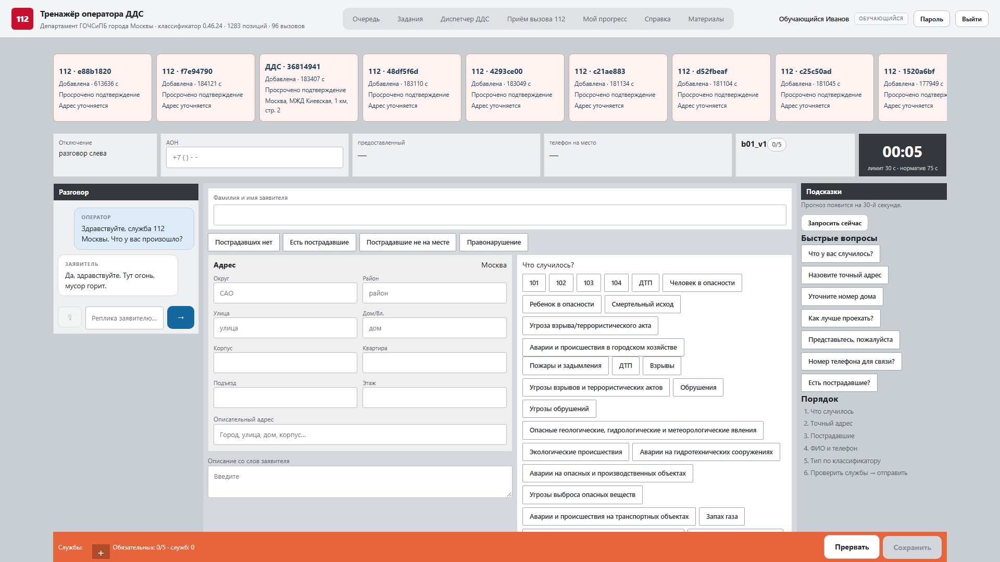 112
Тренажёр оператора ДДС
Департамент ГОЧСиПБ города Москвы · классификатор 0.46.24 · 1283 позиций · 96 вызовов
Очередь
Задания
Диспетчер ДДС
Приём вызова 112
Мой прогресс
Справка
Материалы
Обучающийся Иванов
ОБУЧАЮЩИЙСЯ
Пароль
Выйти
112 · e88b1820
Добавлена · 613636 с
Просрочено подтверждение
Адрес уточняется
112 · f7e94790
Добавлена · 184121 с
Просрочено подтверждение
Адрес уточняется
ДДС · 36814941
Добавлена · 183407 с
Просрочено подтверждение
Москва, МЖД Киевская, 1 км,
стр. 2
112 · 48df5f6d
Добавлена · 183110 с
Просрочено подтверждение
Адрес уточняется
112 · 4293ce00
Добавлена · 183049 с
Просрочено подтверждение
Адрес уточняется
112 · c21ae883
Добавлена · 181134 с
Просрочено подтверждение
Адрес уточняется
112 · d52fbeaf
Добавлена · 181104 с
Просрочено подтверждение
Адрес уточняется
112 · c25c50ad
Добавлена · 181045 с
Просрочено подтверждение
Адрес уточняется
112 · 1520a6bf
Добавлена · 177949 с
Просрочено подтверж
Адрес уточняется
Отключение
разговор слева
АОН
+7 ( ) - -
предоставленный
—
телефон на место
—
b01_v1 0/5
00:05
лимит 30 с · норматив 75 с
Разговор
ОПЕРАТОР
Здравствуйте, служба 112
Москвы. Что у вас произошло?
ЗАЯВИТЕЛЬ
Да, здравствуйте. Тут огонь,
мусор горит.
Реплика заявителю...
→
Фамилия и имя заявителя
Пострадавших нет
Есть пострадавшие
Пострадавшие не на месте
Правонарушение
Адрес
Москва
Округ
САО
Район
район
Улица
улица
Дом/Вл.
дом
Корпус
Квартира
Подъезд
Этаж
Описательный адрес
Город, улица, дом, корпус...
Описание со слов заявителя
Введите
Что случилось?
101
102
103
104
ДТП
Человек в опасности
Ребенок в опасности
Смертельный исход
Угроза взрыва/террористического акта
Аварии и происшествия в городском хозяйстве
Пожары и задымления
ДТП
Взрывы
Угрозы взрывов и террористических актов
Обрушения
Угрозы обрушений
Опасные геологические, гидрологические и метеорологические явления
Экологические происшествия
Аварии на гидротехнических сооружениях
Аварии на опасных и производственных объектах
Угрозы выброса опасных веществ
Аварии и происшествия на транспортных объектах
Запах газа
Подсказки
Прогноз появится на 30-й секунде.
Запросить сейчас
Быстрые вопросы
Что у вас случилось?
Назовите точный адрес
Уточните номер дома
Как лучше проехать?
Представьтесь, пожалуйста
Номер телефона для связи?
Есть пострадавшие?
Порядок
1. Что случилось
2. Точный адрес
3. Пострадавшие
4. ФИО и телефон
5. Тип по классификатору
6. Проверить службы → отправить
Службы:
+
Обязательных: 0/5 · служб: 0
Прервать
Сохранить